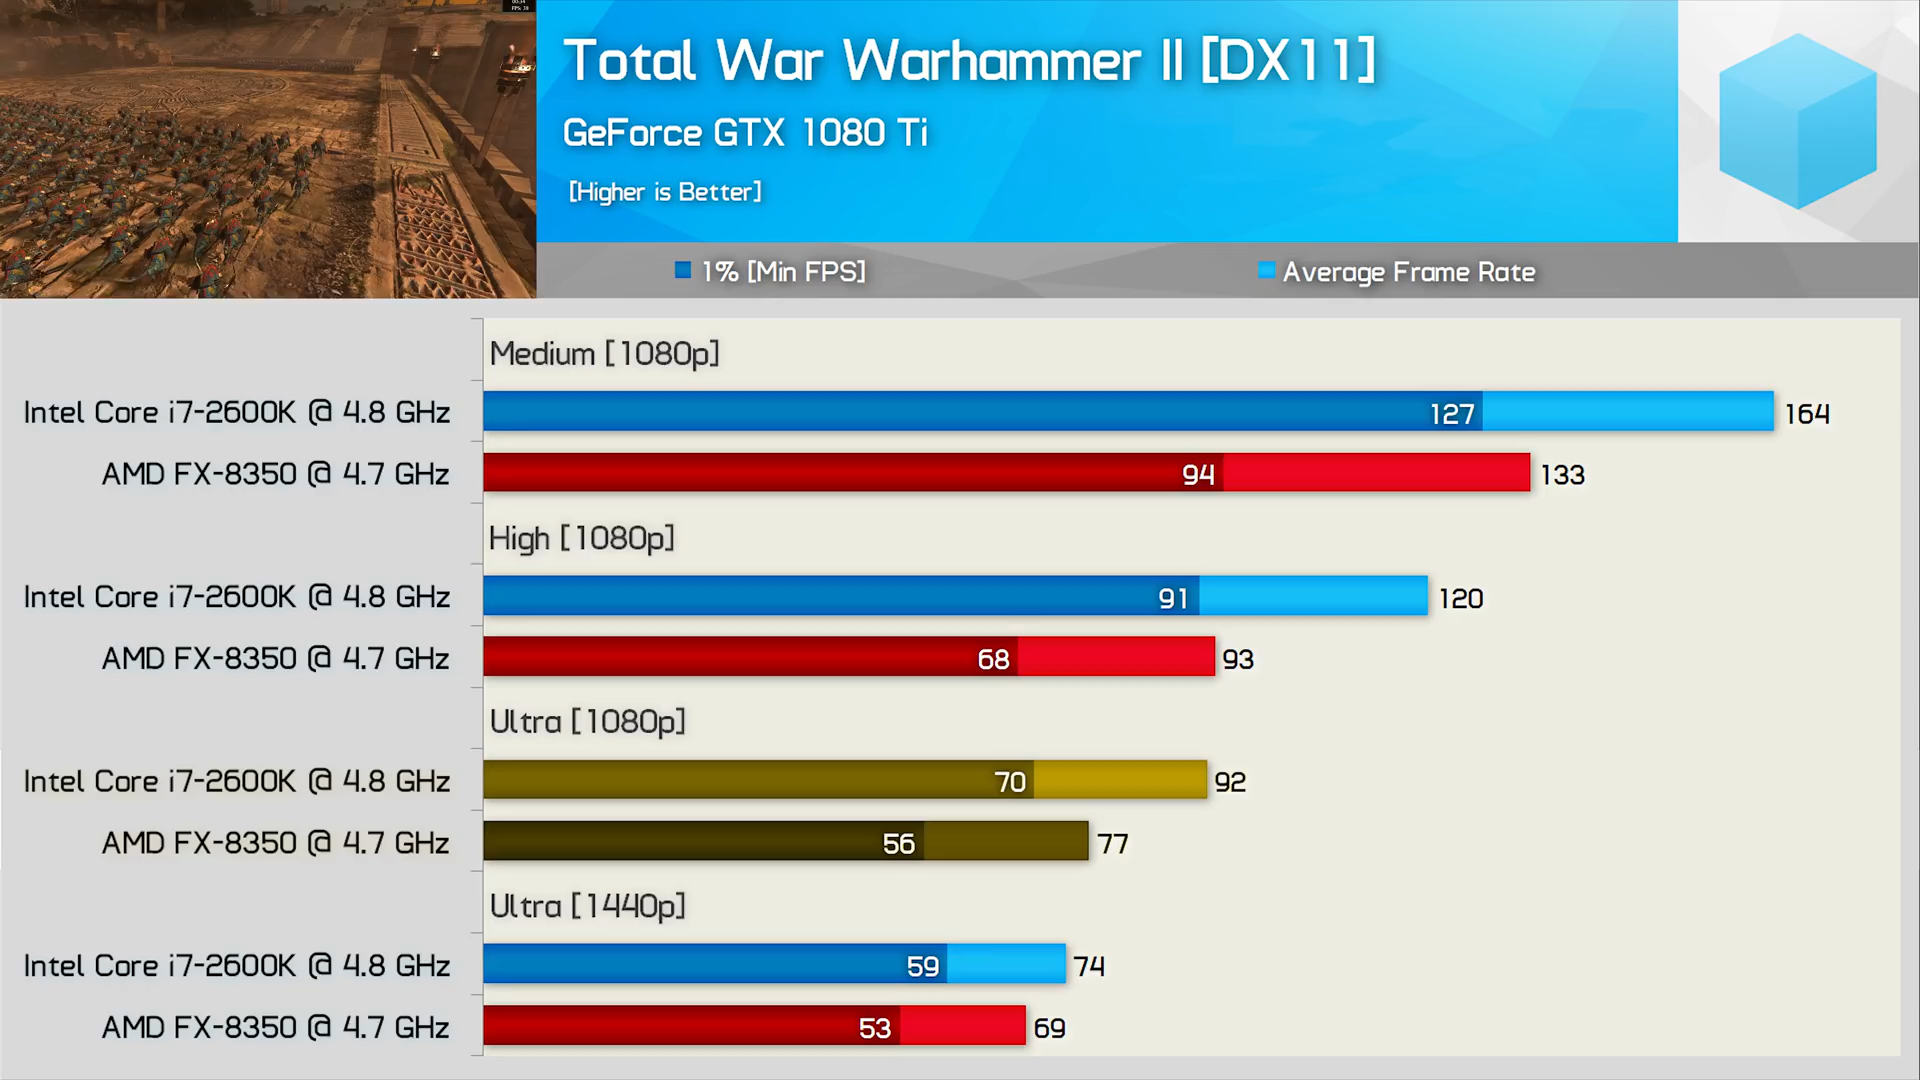 Total War Warhammer II [DX11]
GeForce GTX 1080 Ti
[Higher is Better]
1% [Min FPS]
Average Frame Rate
Medium [1080p]
Intel Core i7-2600K @ 4.8 GHz 127 164
AMD FX-8350 @ 4.7 GHz 94 133
High [1080p]
Intel Core i7-2600K @ 4.8 GHz 91 120
AMD FX-8350 @ 4.7 GHz 68 93
Ultra [1080p]
Intel Core i7-2600K @ 4.8 GHz 70 92
AMD FX-8350 @ 4.7 GHz 56 77
Ultra [1440p]
Intel Core i7-2600K @ 4.8 GHz 59 74
AMD FX-8350 @ 4.7 GHz 53 69